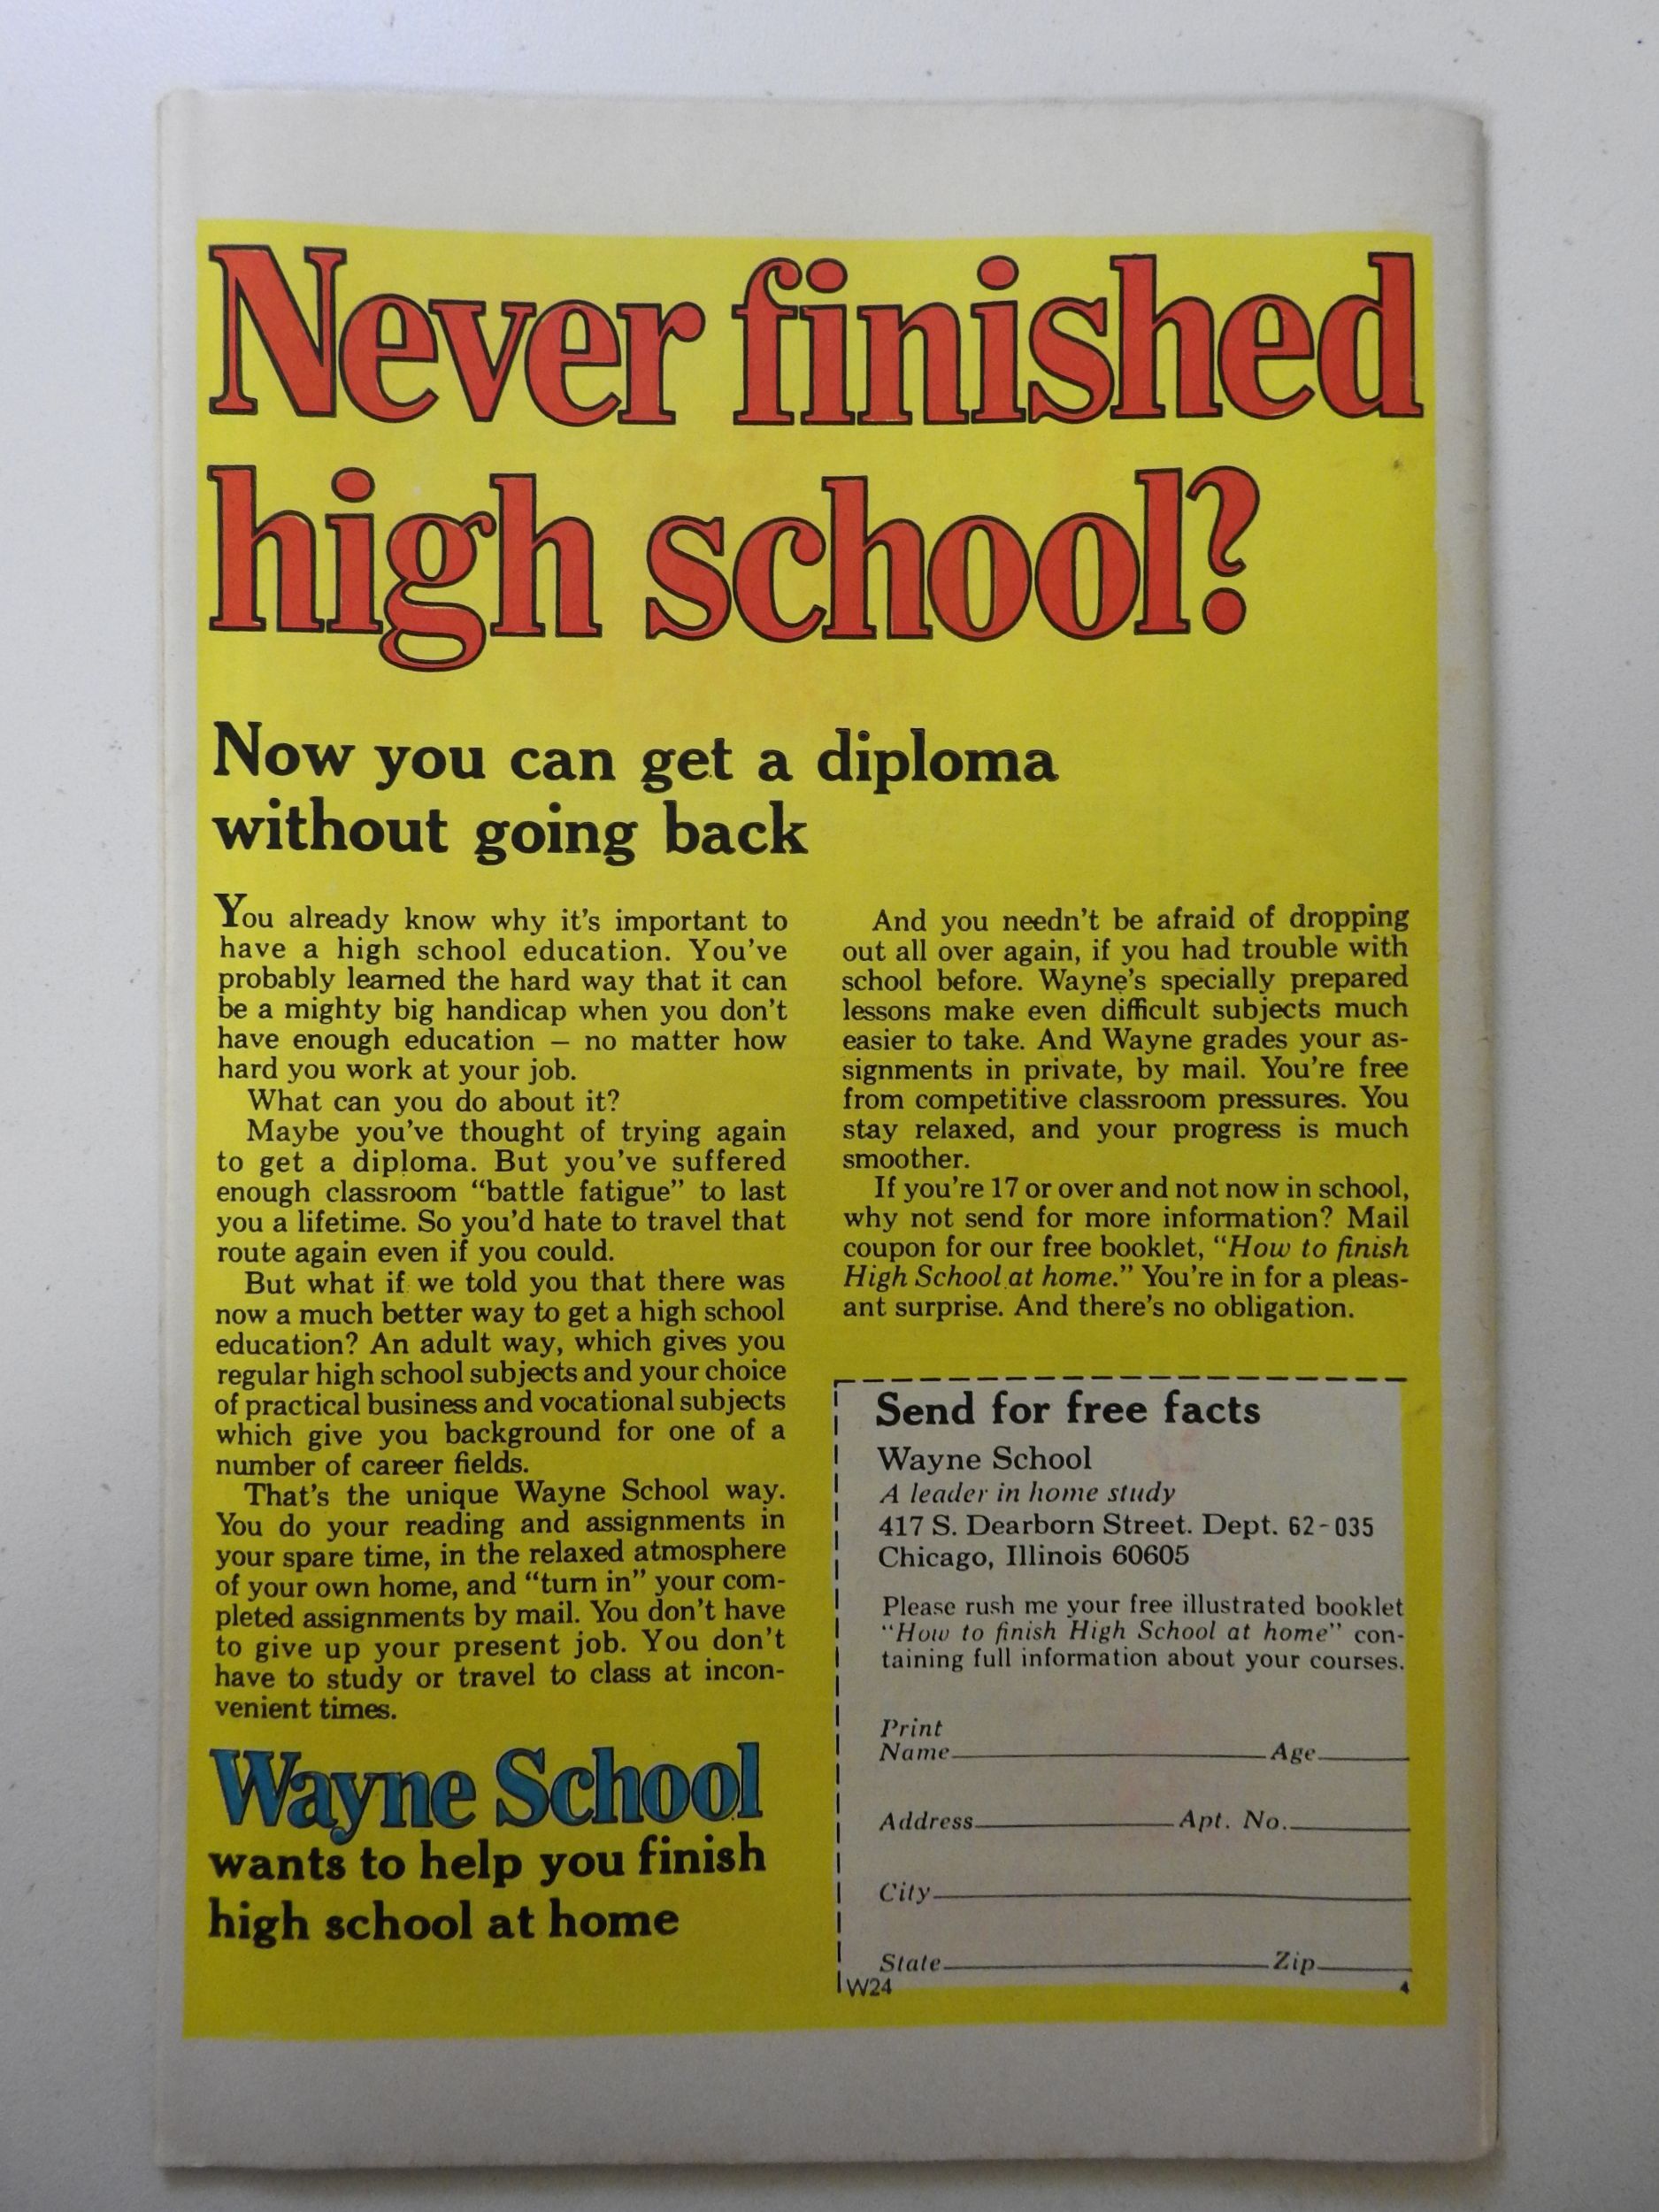 Never finished
high school?
Now you can get a diploma
without going back
You already know why it's important to
have a high school education. You've
probably learned the hard way that it can
be a mighty big handicap when you don't
have enough education — no matter how
hard you work at your job.
What can you do about it?
Maybe you've thought of trying again
to get a diploma. But you've suffered
enough classroom “battle fatigue” to last
you a lifetime. So you'd hate to travel that
route again even if you could.
But what if we told you that there was
now a much better way to get a high school
education? An adult way, which gives you
regular high school subjects and your choice
of practical business and vocational subjects
which give you background for one of a
number of career fields.
That's the unique Wayne School way.
You do your reading and assignments in
your spare time, in the relaxed atmosphere
of your own home, and “turn in” your com-
pleted assignments by mail. You don't have
to give up your present job. You don't
have to study or travel to class at incon-
venient times.
Wayne School
wants to help you finish
high school at home
And you needn't be afraid of dropping
out all over again, if you had trouble with
school before. Wayne's specially prepared
lessons make even difficult subjects much
easier to take. And Wayne grades your as-
signments in private, by mail. You're free
from competitive classroom pressures. You
stay relaxed, and your progress is much
smoother.
If you're 17 or over and not now in school,
why not send for more information? Mail
coupon for our free booklet, “How to finish
High School at home.” You're in for a pleas-
ant surprise. And there's no obligation.
Send for free facts
Wayne School
A leader in home study
417 S. Dearborn Street. Dept. 62-035
Chicago, Illinois 60605
Please rush me your free illustrated booklet
“How to finish High School at home” con-
taining full information about your courses.
Print
Name Age
Address Apt. No.
City
State Zip
W24 4